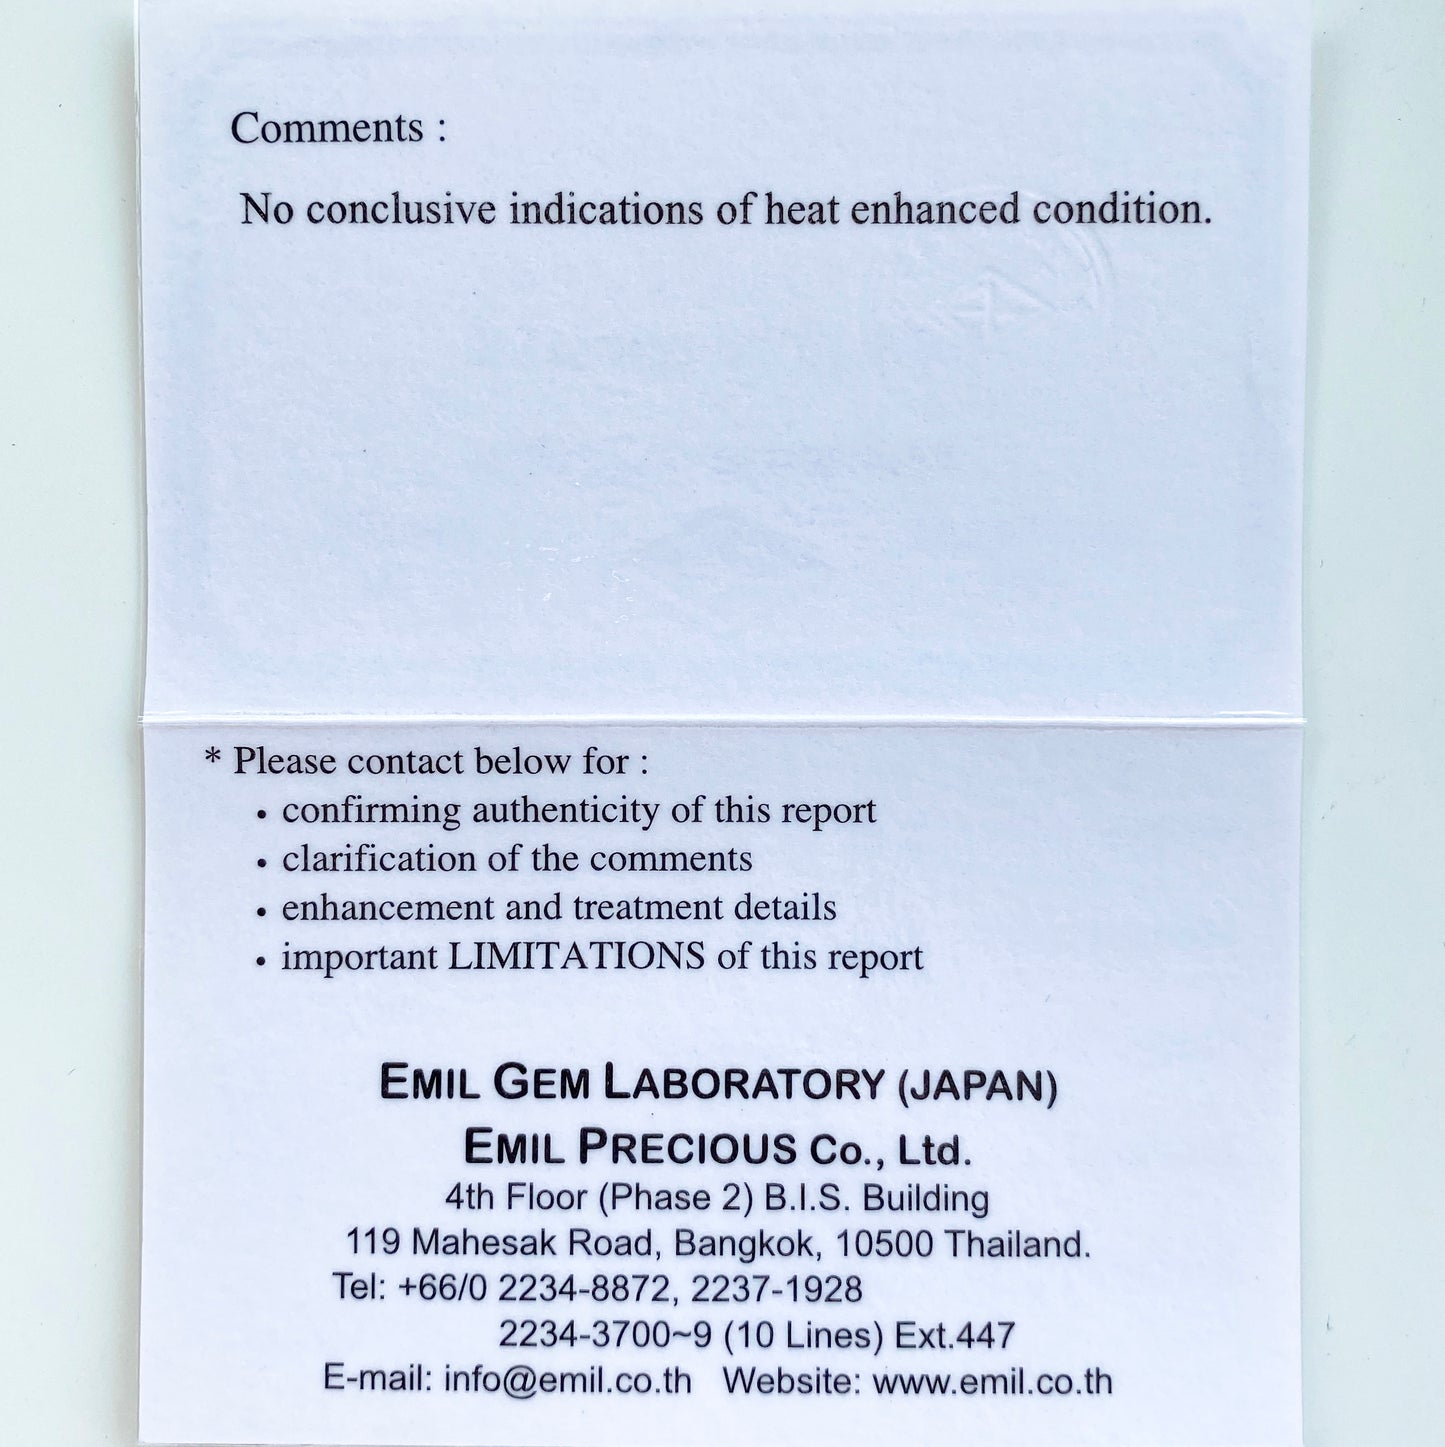 Comments :
No conclusive indications of heat enhanced condition.
* Please contact below for :
• confirming authenticity of this report
• clarification of the comments
• enhancement and treatment details
• important LIMITATIONS of this report
EMIL GEM LABORATORY (JAPAN)
EMIL PRECIOUS Co., Ltd.
4th Floor (Phase 2) B.I.S. Building
119 Mahesak Road, Bangkok, 10500 Thailand.
Tel: +66/0 2234-8872, 2237-1928
2234-3700~9 (10 Lines) Ext.447
E-mail: info@emil.co.th Website: www.emil.co.th